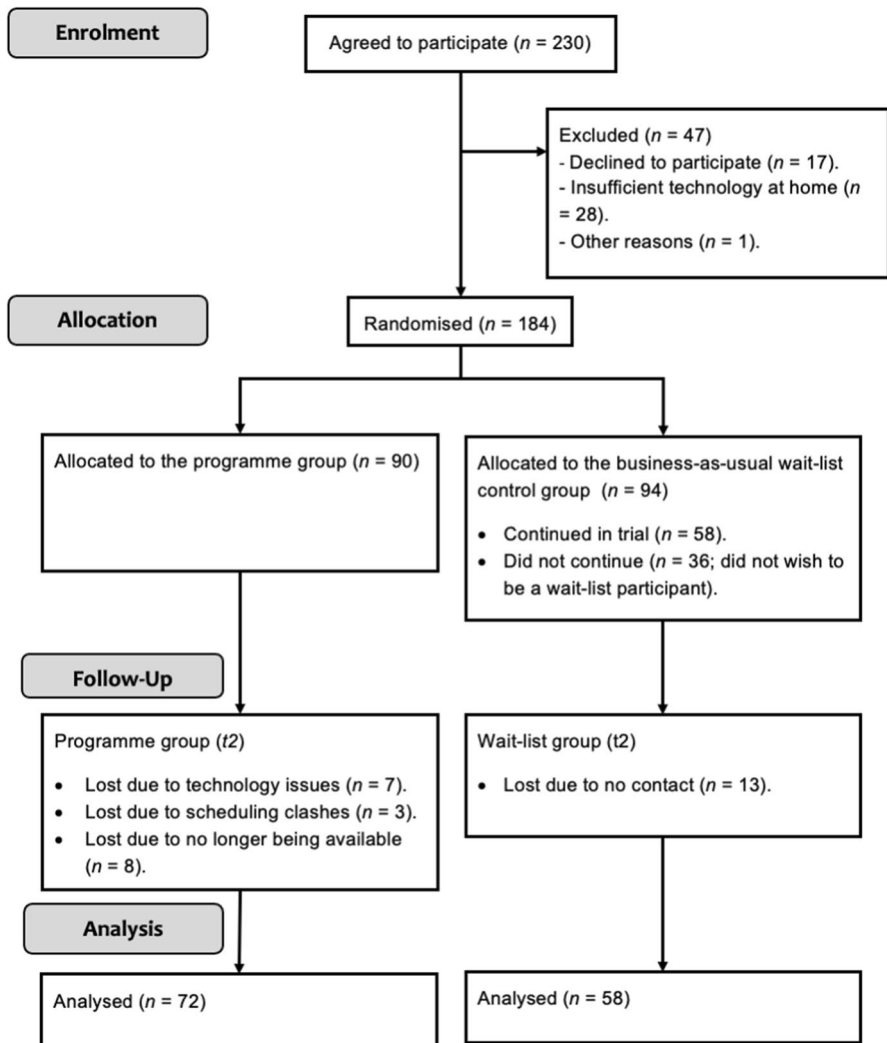 Enrolment
Agreed to participate (n = 230)
Excluded (n = 47)
- Declined to participate (n = 17).
- Insufficient technology at home (n
= 28).
- Other reasons (n = 1).
Allocation
Randomised (n = 184)
Allocated to the programme group (n = 90)
Allocated to the business-as-usual wait-list
control group (n = 94)
• Continued in trial (n = 58).
• Did not continue (n = 36; did not wish to
be a wait-list participant).
Follow-Up
Programme group (t2)
• Lost due to technology issues (n = 7).
• Lost due to scheduling clashes (n = 3).
• Lost due to no longer being available
(n = 8).
Wait-list group (t2)
• Lost due to no contact (n = 13).
Analysis
Analysed (n = 72)
Analysed (n = 58)